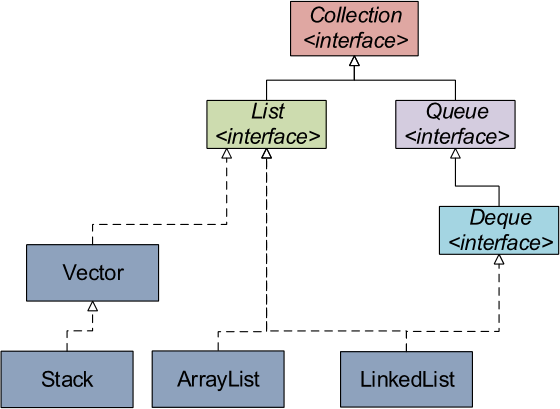 Collection
<interface>
List
<interface>
Queue
<interface>
Deque
<interface>
Vector
Stack
ArrayList
LinkedList